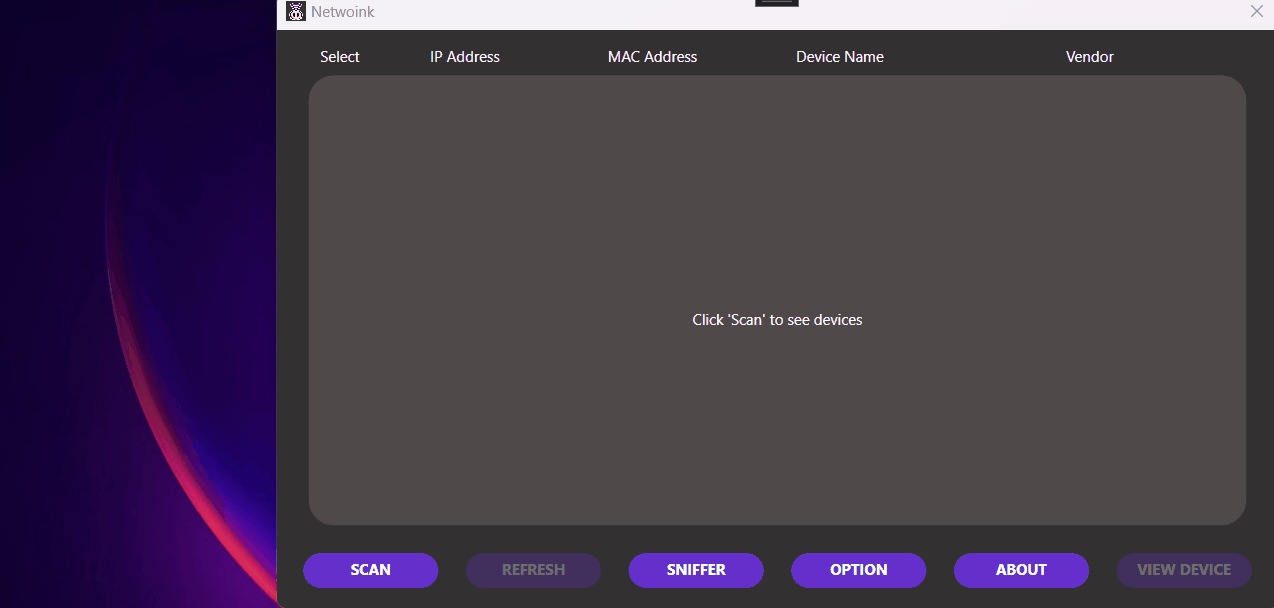 Netwoink
Select IP Address MAC Address Device Name Vendor
Click 'Scan' to see devices
SCAN REFRESH SNIFFER OPTION ABOUT VIEW DEVICE